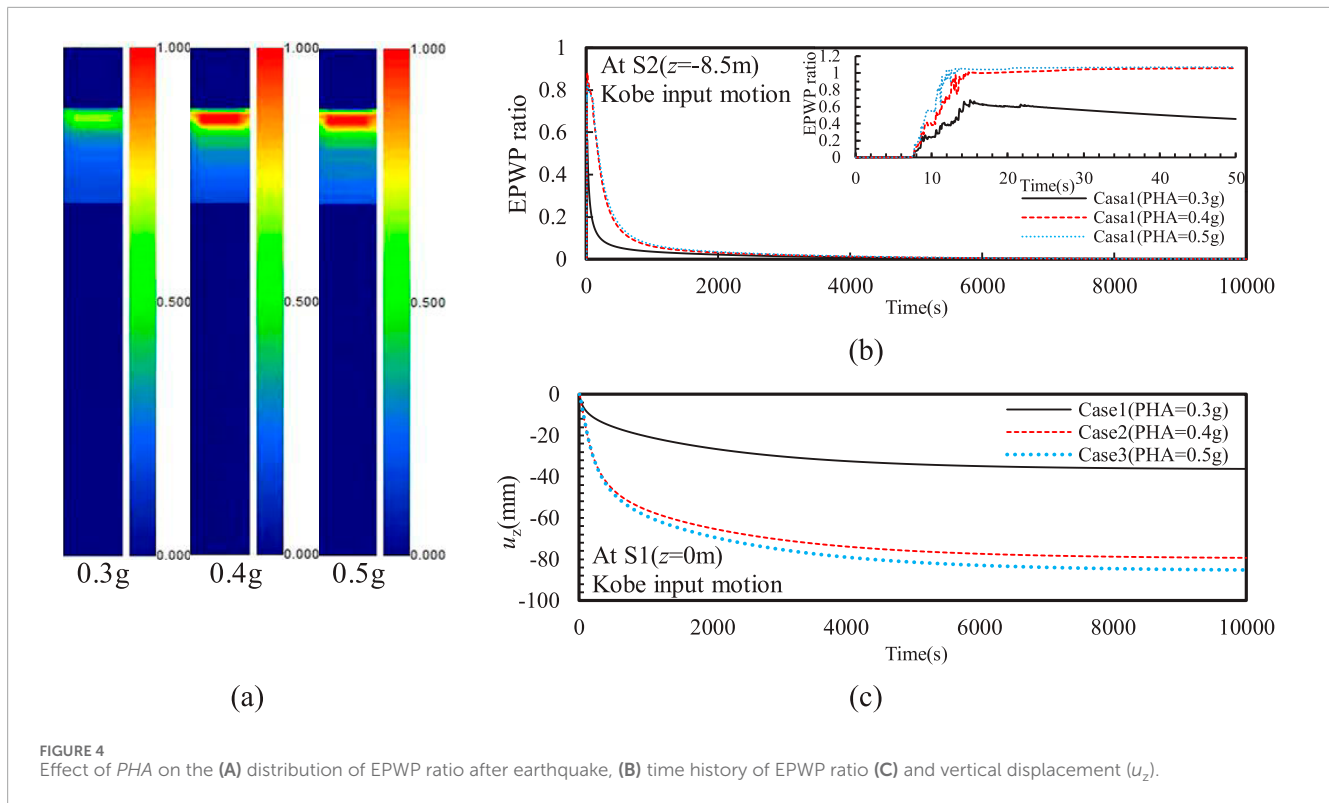 1.000
1.000
1.000
0.500
0.500
0.500
0.000
0.000
0.000
0.3g
0.4g
0.5g
(a)
EPWP ratio
1
0.8
0.6
0.4
0.2
0
At S2(z=-8.5m)
Kobe input motion
EPWP ratio
1.2
1
0.8
0.6
0.4
0.2
0
0 10 20 30 40 50
Time(s)
Casa1(PHA=0.3g)
Casa1(PHA=0.4g)
Casa1(PHA=0.5g)
0 2000 4000 6000 8000 10000
Time(s)
(b)
uz(mm)
0
-20
-40
-60
-80
-100
Case1(PHA=0.3g)
Case2(PHA=0.4g)
Case3(PHA=0.5g)
At S1(z=0m)
Kobe input motion
0 2000 4000 6000 8000 10000
Time(s)
(c)
FIGURE 4
Effect of PHA on the (A) distribution of EPWP ratio after earthquake, (B) time history of EPWP ratio (C) and vertical displacement (uz).